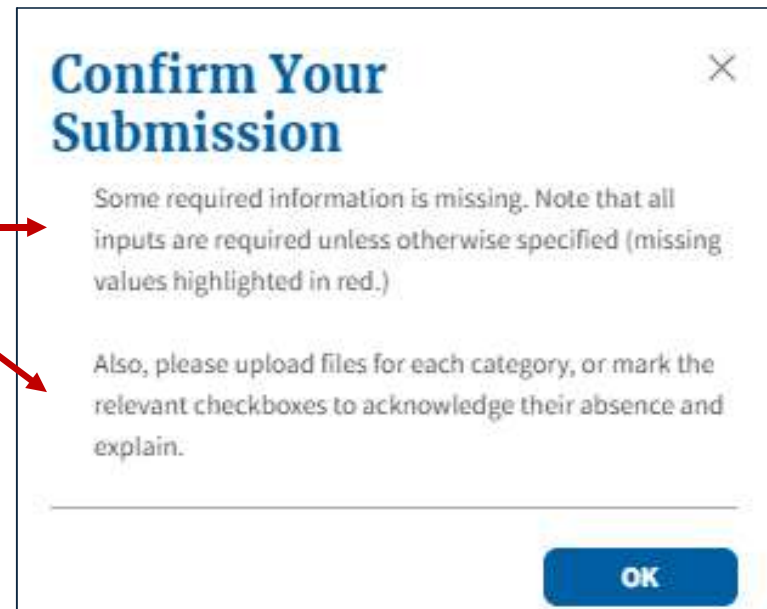 Confirm Your
Submission
Some required information is missing. Note that all
inputs are required unless otherwise specified (missing
values highlighted in red.)
Also, please upload files for each category, or mark the
relevant checkboxes to acknowledge their absence and
explain.
OK